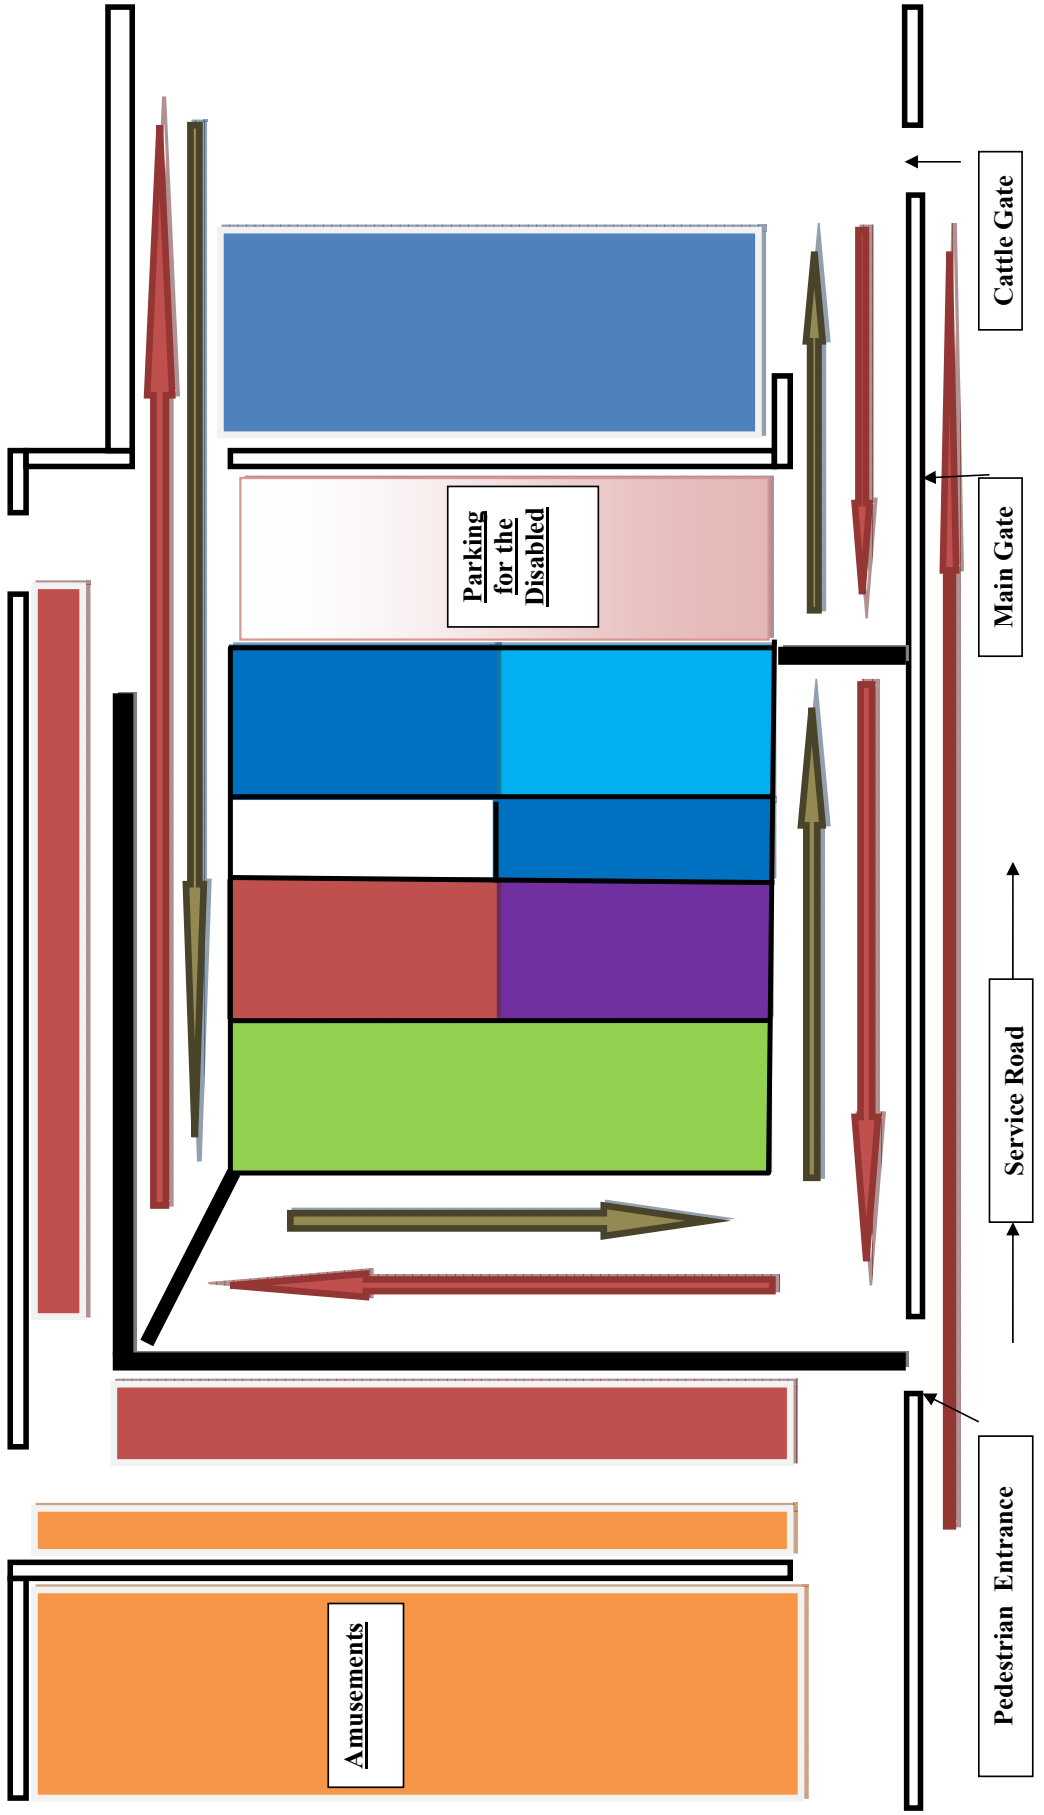 Parking
for the
Disabled
Amusements
Pedestrian Entrance
Service Road
Main Gate
Cattle Gate